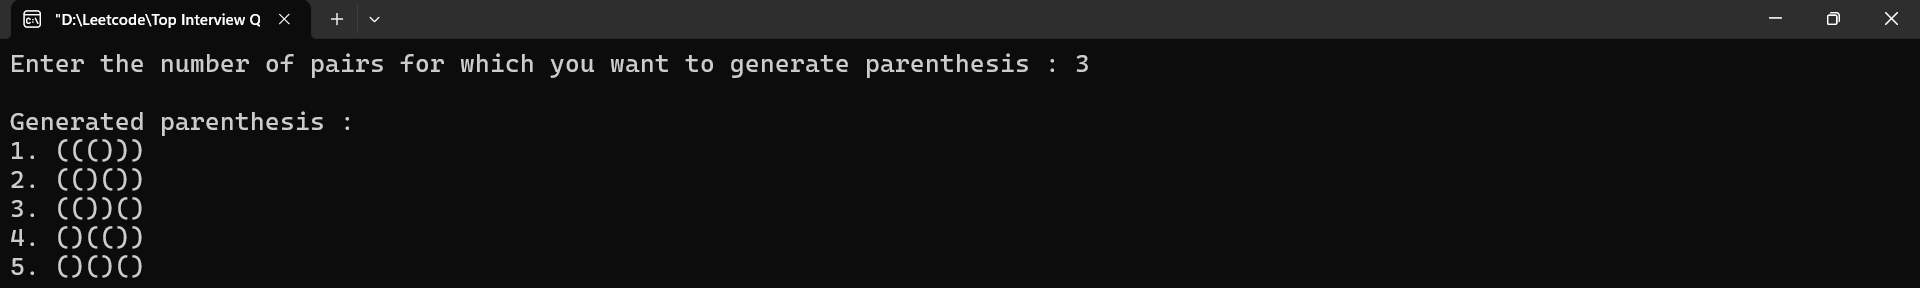 "D:\Leetcode\Top Interview Q
Enter the number of pairs for which you want to generate parenthesis : 3
Generated parenthesis :
1. ((()))
2. (()())
3. (())()
4. ()(())
5. ()()()